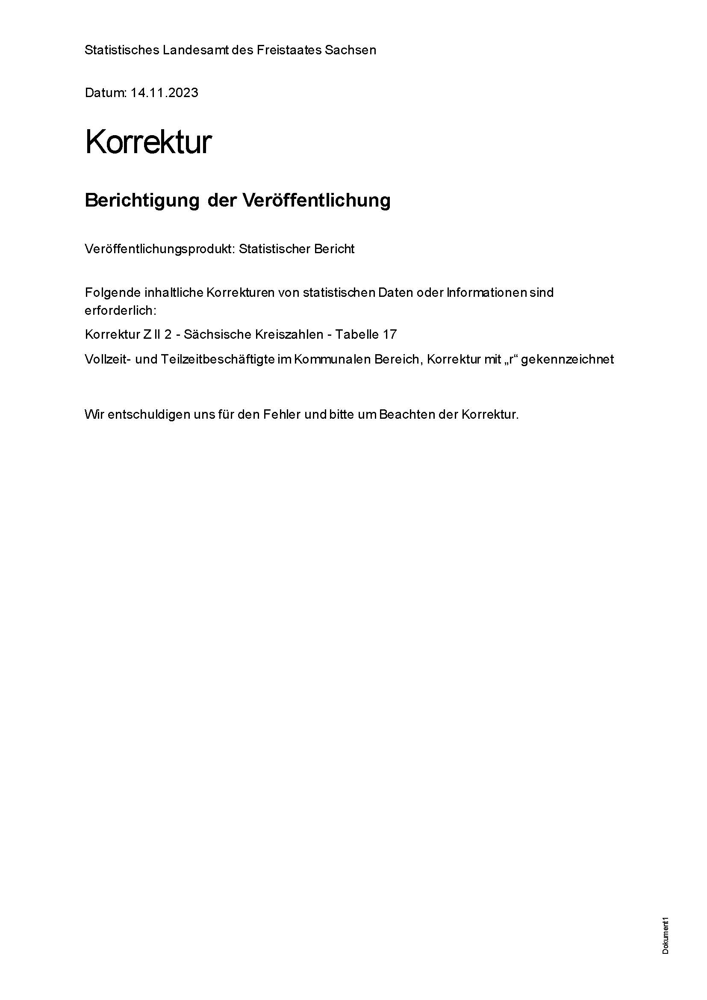 Statistisches Landesamt des Freistaates Sachsen
Datum: 14.11.2023
Korrektur
Berichtigung der Veröffentlichung
Veröffentlichungsprodukt: Statistischer Bericht
Folgende inhaltliche Korrekturen von statistischen Daten oder Informationen sind
erforderlich:
Korrektur Z II 2 - Sächsische Kreiszahlen - Tabelle 17
Vollzeit- und Teilzeitbeschäftigte im Kommunalen Bereich, Korrektur mit „r“ gekennzeichnet
Wir entschuldigen uns für den Fehler und bitte um Beachten der Korrektur.
Dokument1